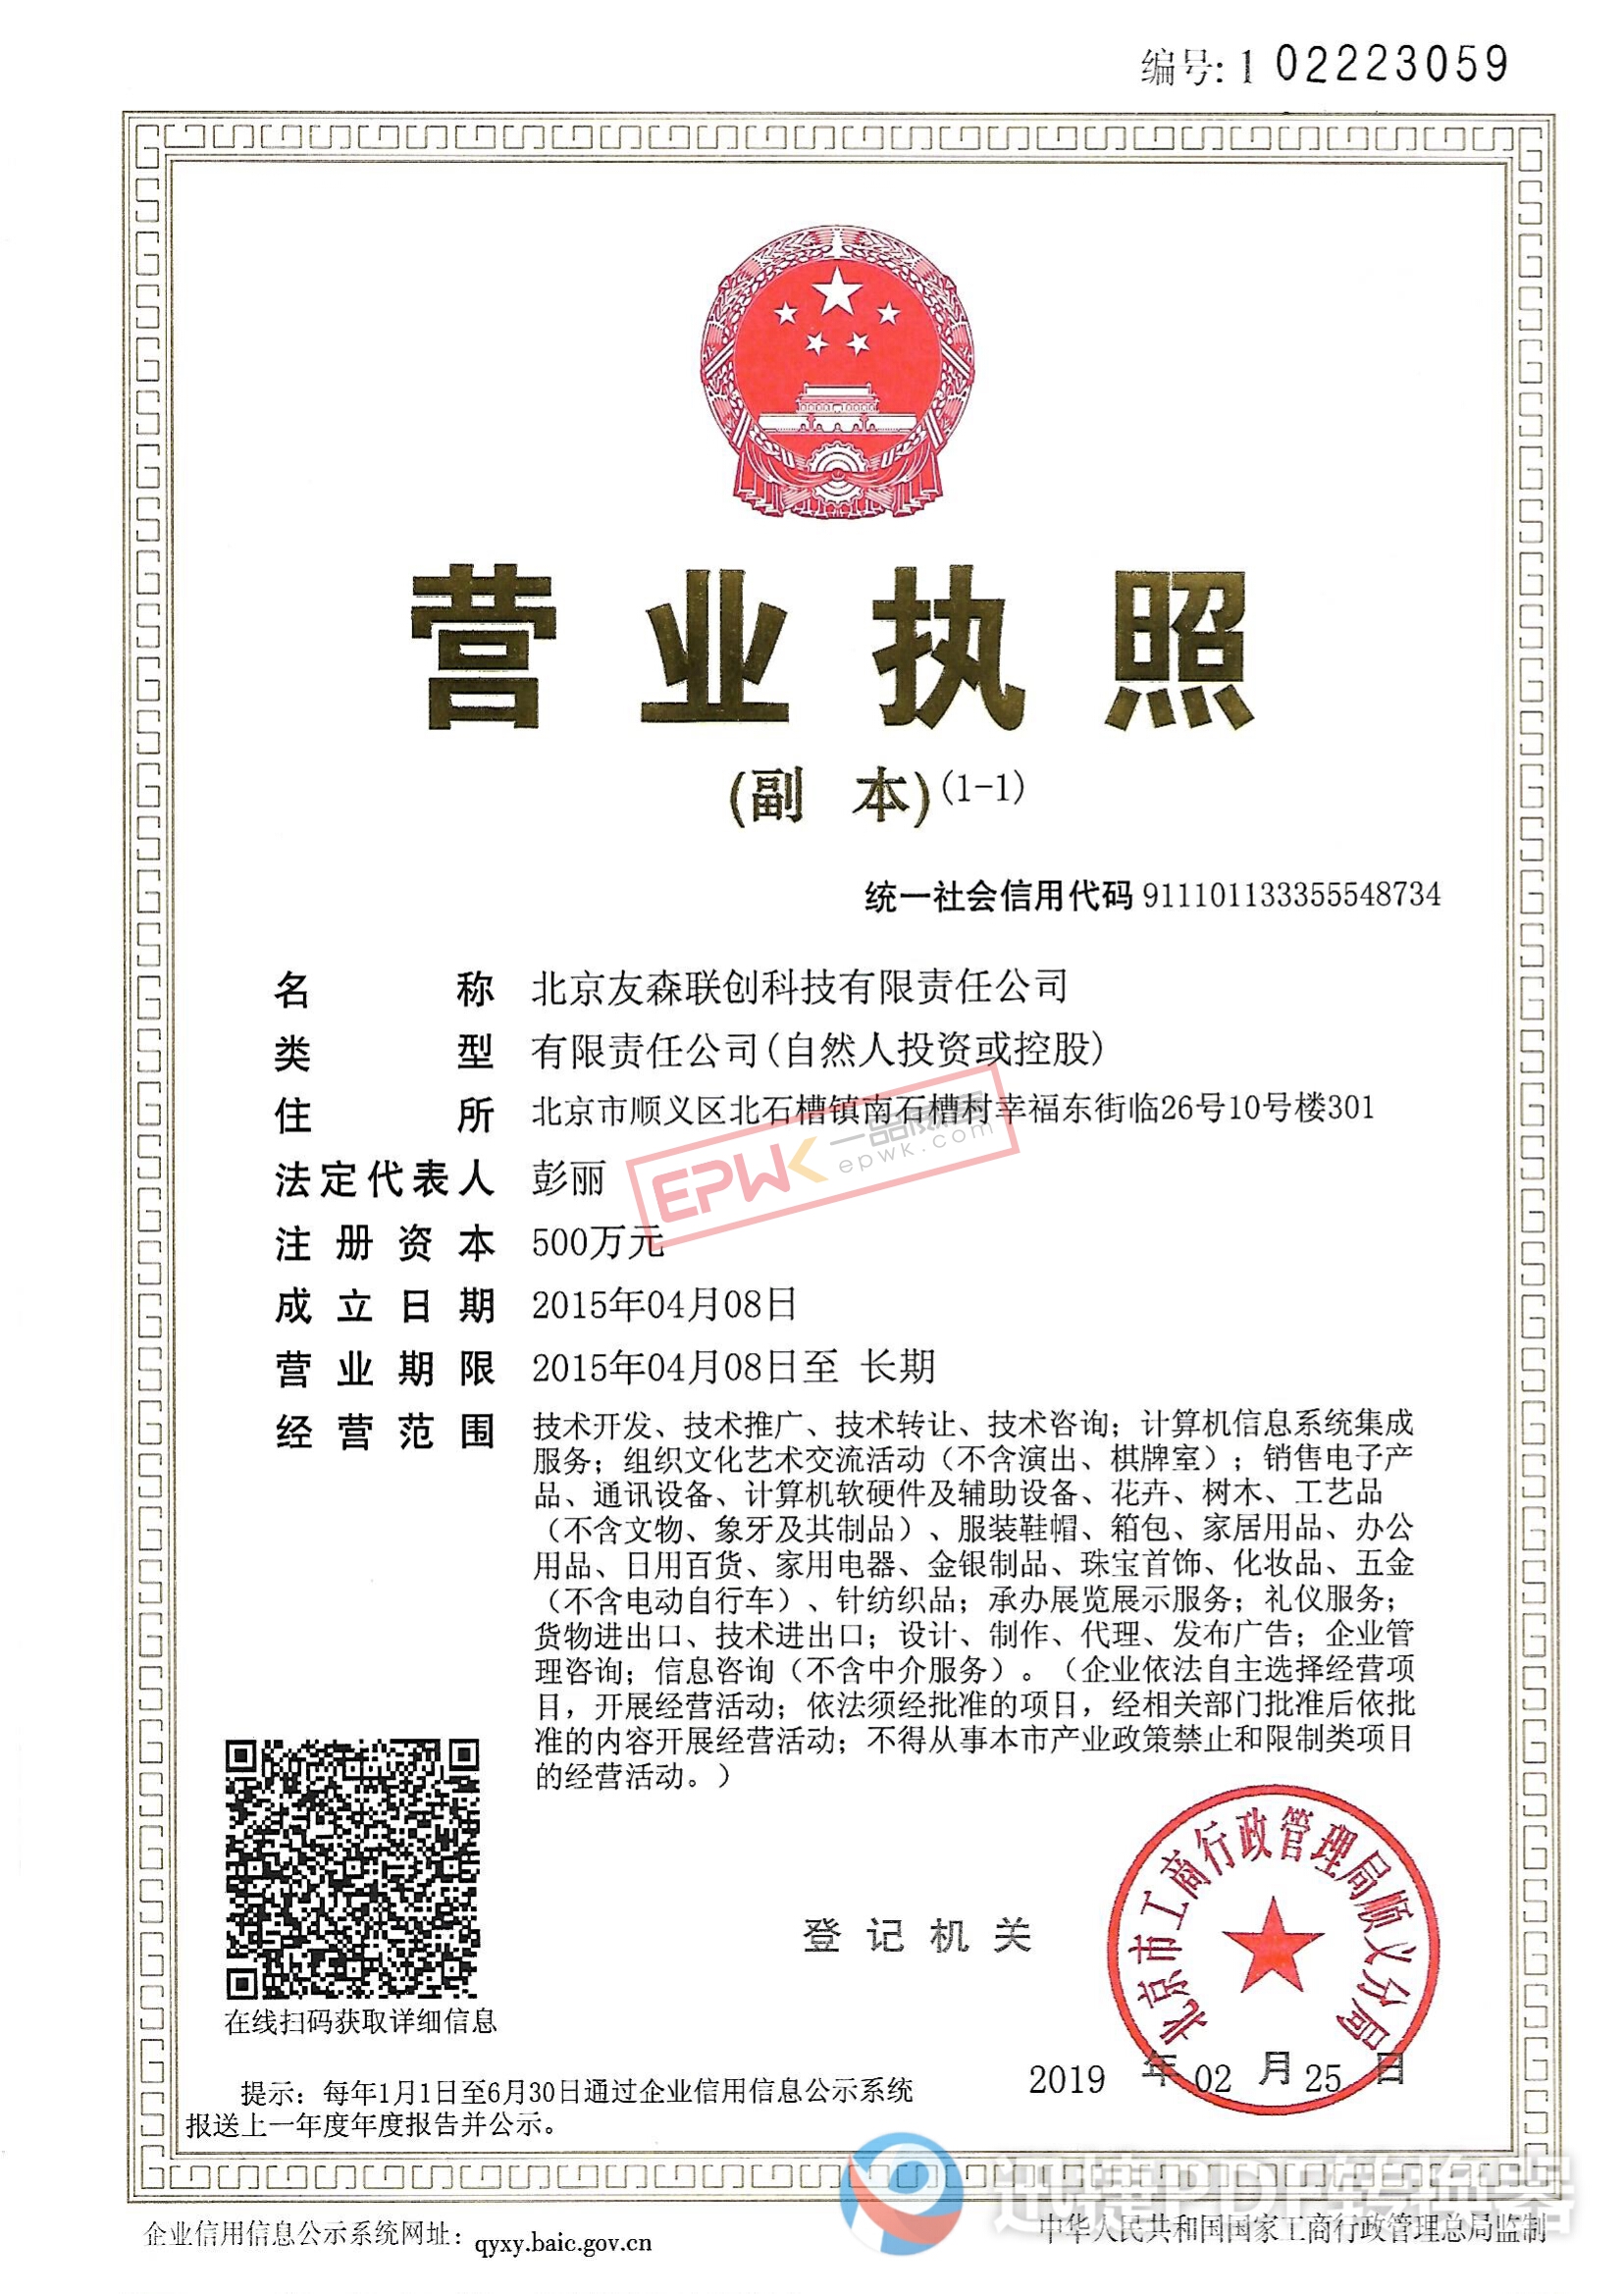 编号:1 02223059
营业执照
(副 本)(1-1)
统一社会信用代码 911101133355548734
名称 北京友森联创科技有限责任公司
类型 有限责任公司(自然人投资或控股)
住所 北京市顺义区北石槽镇南石槽村幸福东街临26号10号楼301
法定代表人 彭丽
注册资本 500万元
成立日期 2015年04月08日
营业期限 2015年04月08日至 长期
经营范围 技术开发、技术推广、技术转让、技术咨询；计算机信息系统集成
服务；组织文化艺术交流活动（不含演出、棋牌室）；销售电子产
品、通讯设备、计算机软硬件及辅助设备、花卉、树木、工艺品
（不含文物、象牙及其制品）、服装鞋帽、箱包、家居用品、办公
用品、日用百货、家用电器、金银制品、珠宝首饰、化妆品、五金
（不含电动自行车）、针纺织品；承办展览展示服务；礼仪服务；
货物进出口、技术进出口；设计、制作、代理、发布广告；企业管
理咨询；信息咨询（不含中介服务）。（企业依法自主选择经营项
目，开展经营活动；依法须经批准的项目，经相关部门批准后依批
准的内容开展经营活动；不得从事本市产业政策禁止和限制类项目
的经营活动。）
EPWK 一品威客
epwk.com
在线扫码获取详细信息
登记机关
北京市工商行政管理局顺义分局
2019 年 02 月 25 日
提示：每年1月1日至6月30日通过企业信用信息公示系统
报送上一年度年度报告并公示。
迅捷PDF转换器
企业信用信息公示系统网址：qyxy.baic.gov.cn
中华人民共和国国家工商行政管理总局监制